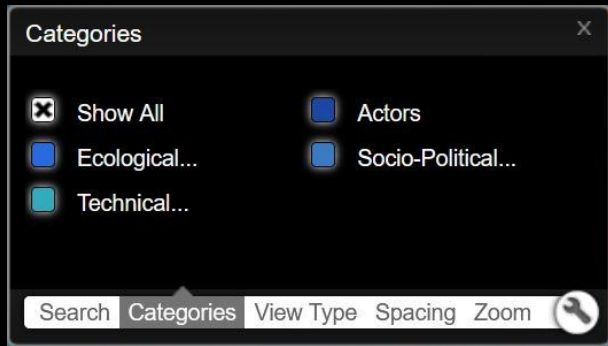 Categories X
Show All Actors
Ecological... Socio-Political...
Technical...
Search Categories View Type Spacing Zoom